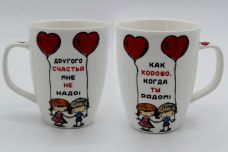 ДРУГОГО
СЧАСТЬЯ
МНЕ
НЕ
НАДО!
КАК
ХОРОШО,
КОГДА
ТЫ
РЯДОМ!